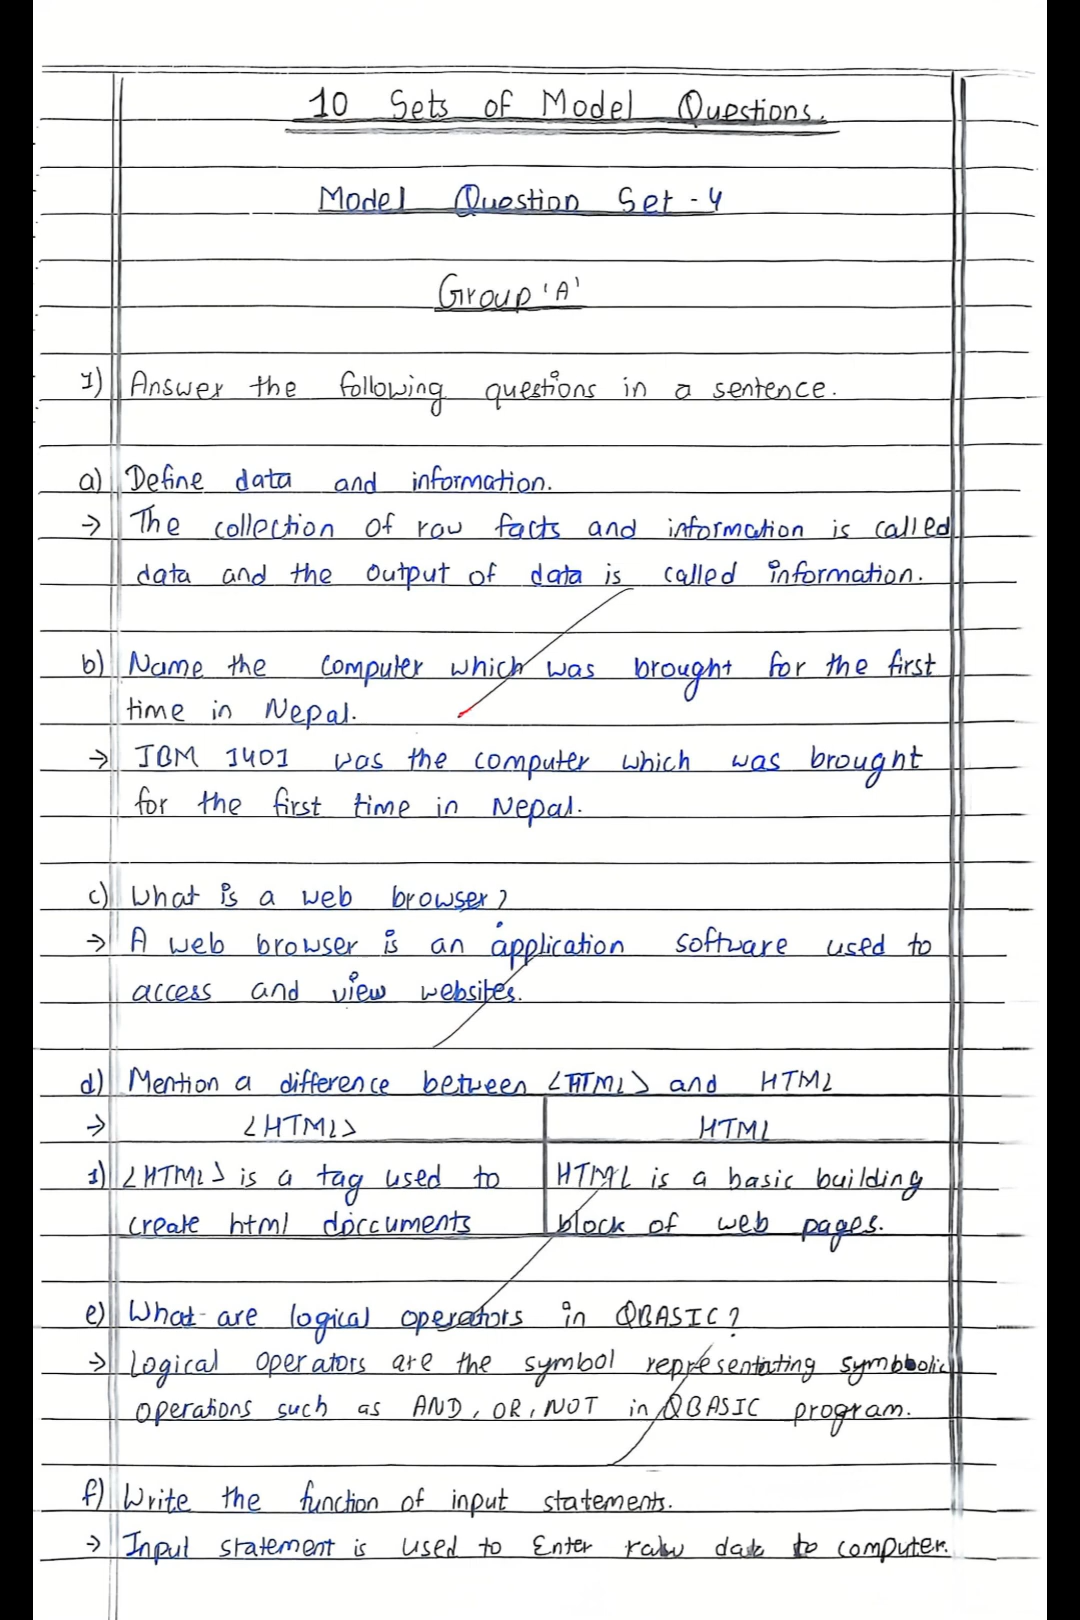 10 Sets of Model Questions.
Model Question Set - 4
Group 'A'
1) Answer the following questions in a sentence.
a) Define data and information.
→ The collection of raw facts and information is called
data and the output of data is called information.
b) Name the computer which was brought for the first
time in Nepal.
→ IBM 1401 was the computer which was brought
for the first time in Nepal.
c) What is a web browser?
→ A web browser is an application software used to
access and view websites.
d) Mention a difference between <HTML> and HTML
→ <HTML> HTML
1) <HTML> is a tag used to HTML is a basic building
create html doccuments block of web pages.
e) What are logical operators in QBASIC?
→ Logical operators are the symbol representating symbbolic
operations such as AND, OR, NOT in QBASIC program.
f) Write the function of input statements.
→ Input statement is used to Enter raw data to computer.